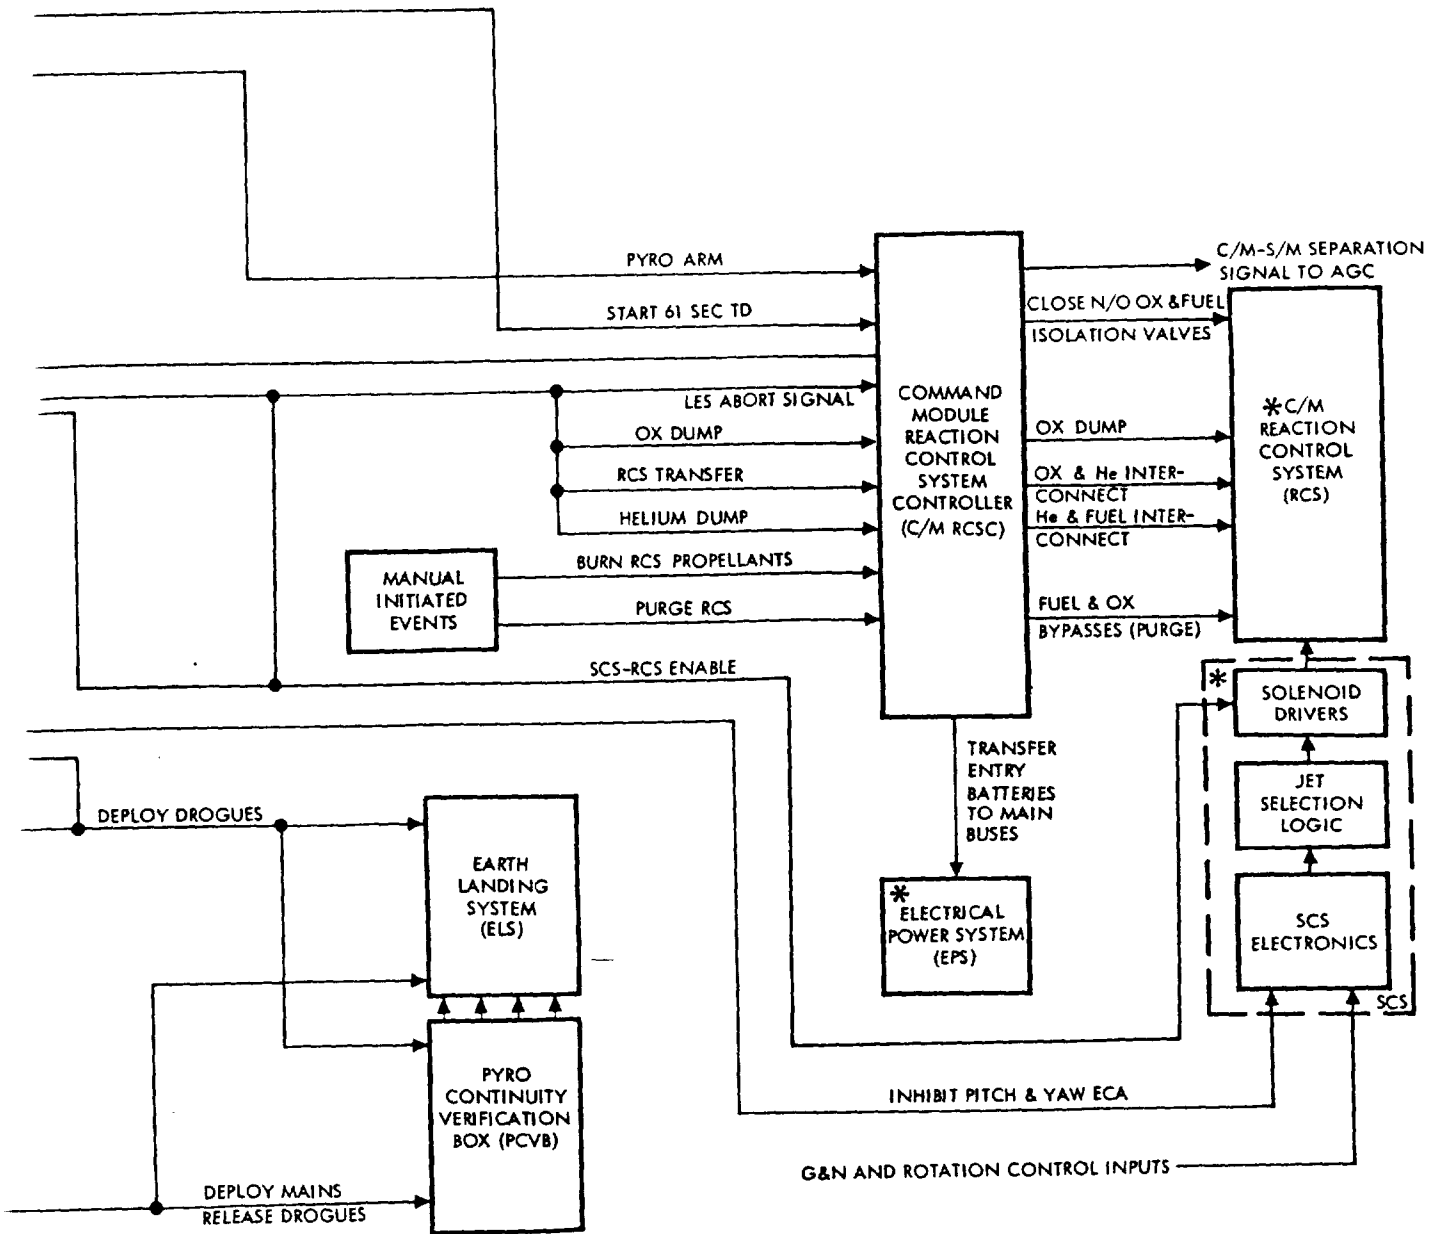 PYRO ARM
START 61 SEC TD
LES ABORT SIGNAL
OX DUMP
RCS TRANSFER
HELIUM DUMP
BURN RCS PROPELLANTS
PURGE RCS
MANUAL
INITIATED
EVENTS
SCS-RCS ENABLE
COMMAND
MODULE
REACTION
CONTROL
SYSTEM
CONTROLLER
(C/M RCSC)
C/M-S/M SEPARATION
SIGNAL TO AGC
CLOSE N/O OX & FUEL
ISOLATION VALVES
OX DUMP
OX & He INTER-
CONNECT
He & FUEL INTER-
CONNECT
FUEL & OX
BYPASSES (PURGE)
*C/M
REACTION
CONTROL
SYSTEM
(RCS)
*
SOLENOID
DRIVERS
JET
SELECTION
LOGIC
SCS
ELECTRONICS
SCS
TRANSFER
ENTRY
BATTERIES
TO MAIN
BUSES
*
ELECTRICAL
POWER SYSTEM
(EPS)
DEPLOY DROGUES
EARTH
LANDING
SYSTEM
(ELS)
PYRO
CONTINUITY
VERIFICATION
BOX (PCVB)
DEPLOY MAINS
RELEASE DROGUES
INHIBIT PITCH & YAW ECA
G&N AND ROTATION CONTROL INPUTS